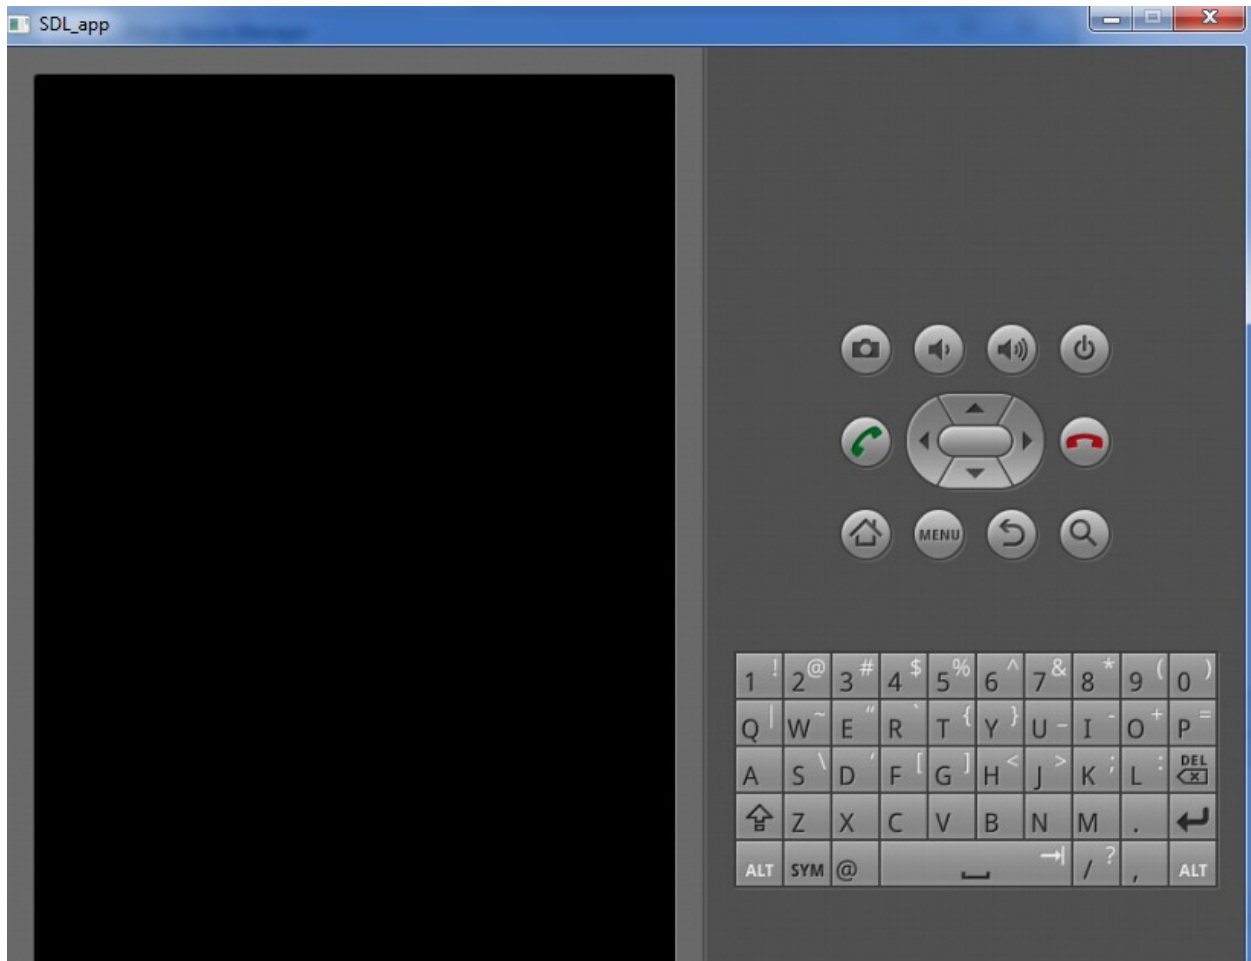 SDL_app
MENU
1 ! 2 @ 3 # 4 $ 5 % 6 ^ 7 & 8 * 9 ( 0 )
Q | W ~ E “ R ` T { Y } U _ I - O + P =
A S \ D ‘ F [ G ] H < J > K ; L : DEL
Z X C V B N M .
ALT SYM @ / ? , ALT